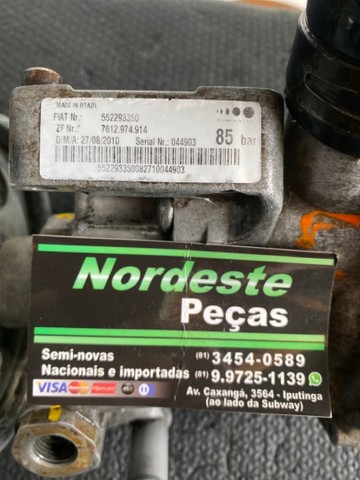 MADE IN BRAZIL
FIAT Nr.: 552293350
ZF Nr.: 7612.974.914
D/M/A: 27/08/2010 Serial Nr.: 044903 85 bar
552293350082710044903
Nordeste
Peças
Semi-novas
Nacionais e importadas
(81) 3454-0589
(81) 9.9725-1139
VISA
Av. Caxangá, 3564 - Iputinga
(ao lado da Subway)